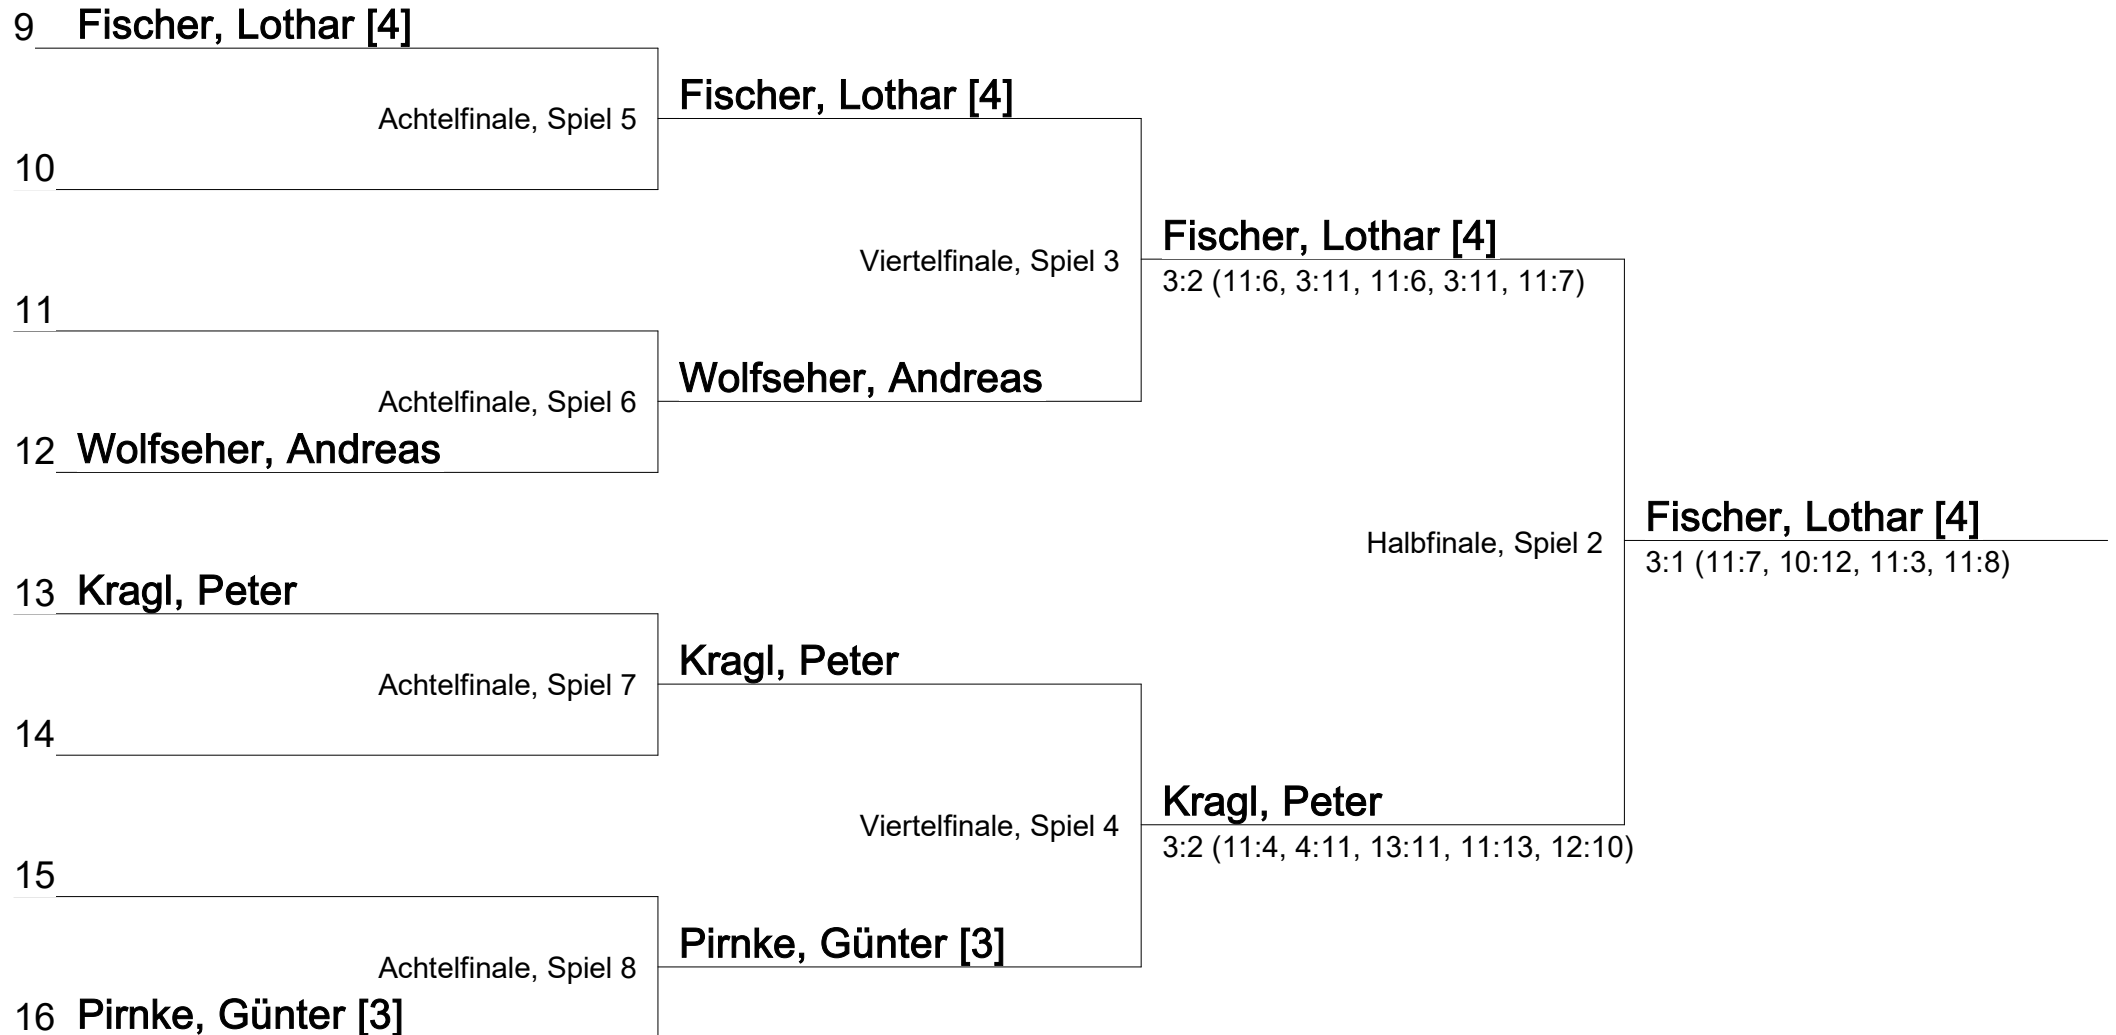 9 Fischer, Lothar [4]
Fischer, Lothar [4]
Achtelfinale, Spiel 5
10
Fischer, Lothar [4]
Viertelfinale, Spiel 3
3:2 (11:6, 3:11, 11:6, 3:11, 11:7)
11
Wolfseher, Andreas
Achtelfinale, Spiel 6
12 Wolfseher, Andreas
Fischer, Lothar [4]
Halbfinale, Spiel 2
3:1 (11:7, 10:12, 11:3, 11:8)
13 Kragl, Peter
Kragl, Peter
Achtelfinale, Spiel 7
14
Kragl, Peter
Viertelfinale, Spiel 4
3:2 (11:4, 4:11, 13:11, 11:13, 12:10)
15
Pirnke, Günter [3]
Achtelfinale, Spiel 8
16 Pirnke, Günter [3]